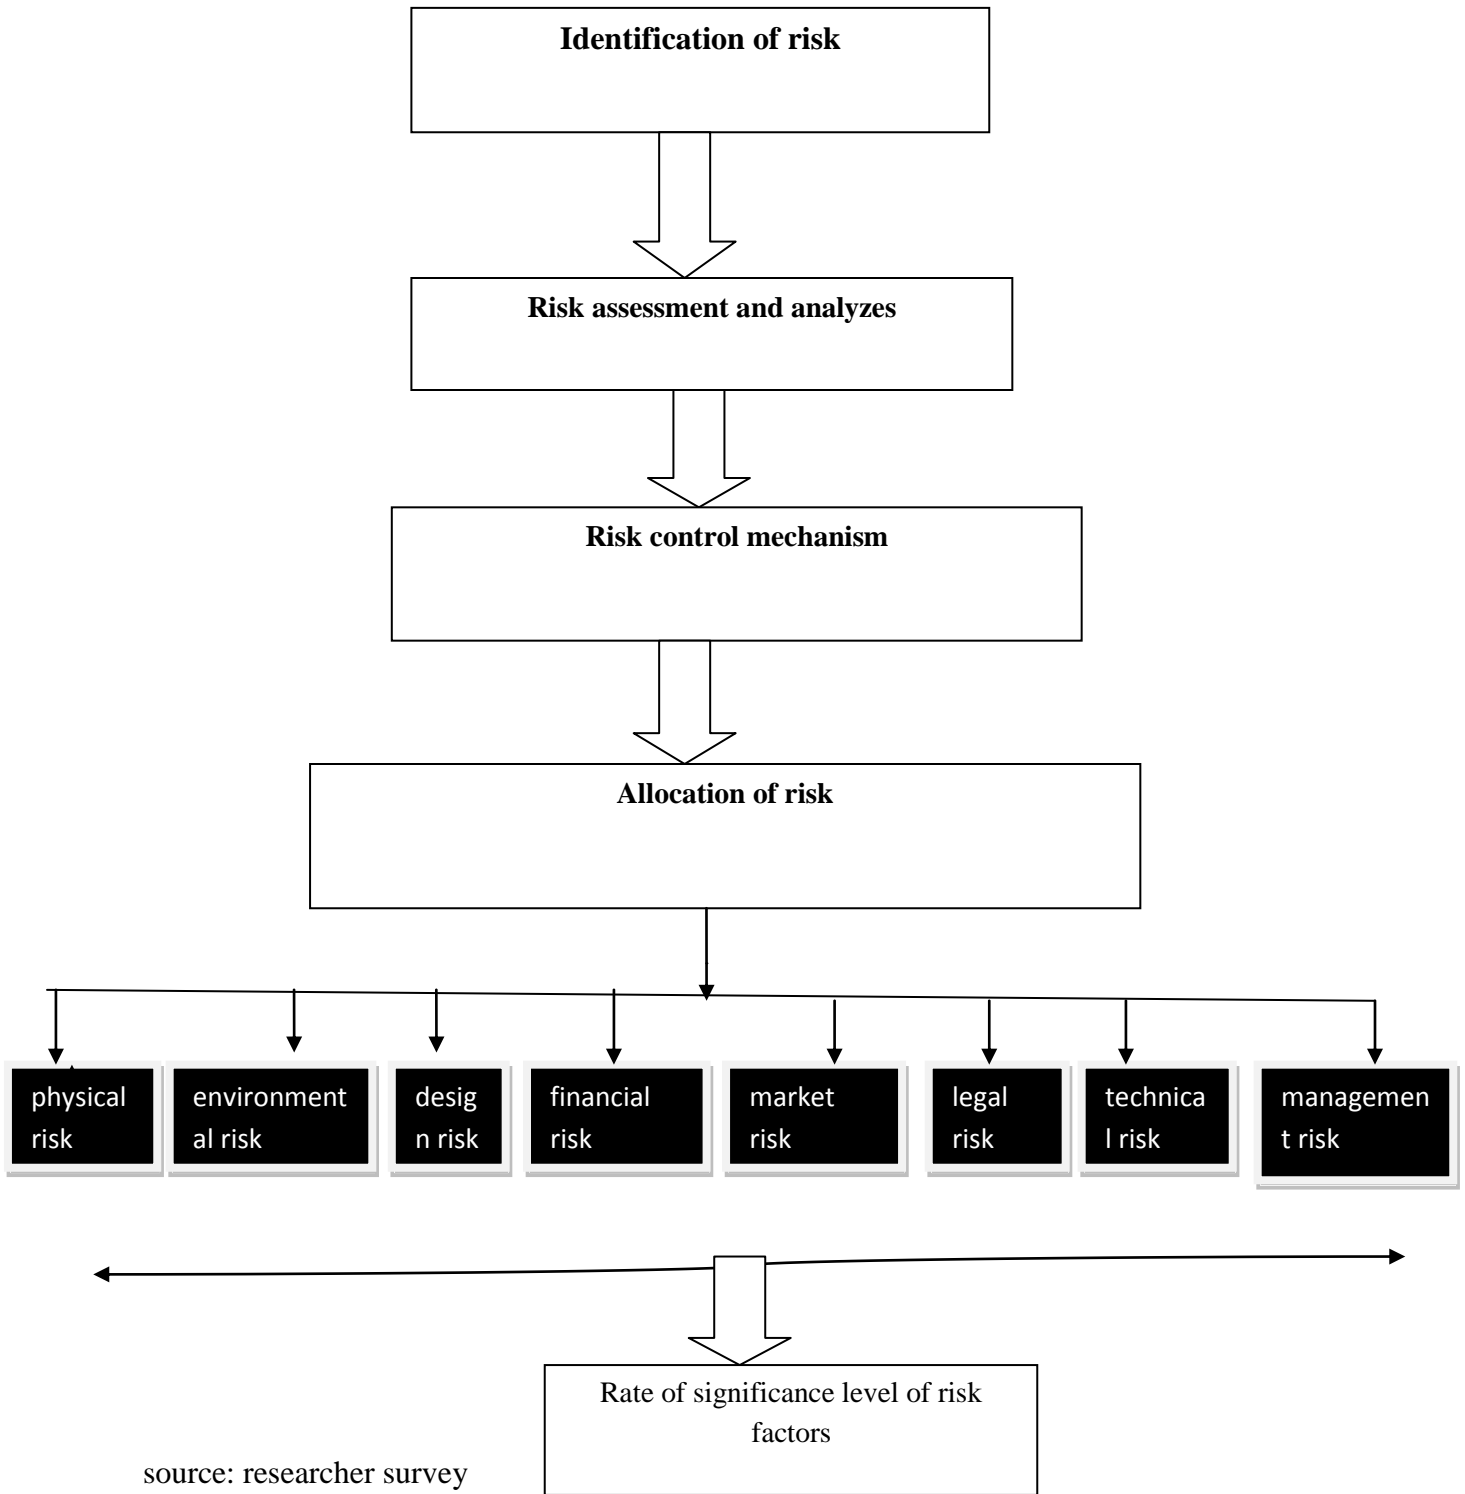 Identification of risk
Risk assessment and analyzes
Risk control mechanism
Allocation of risk
physical
risk
environment
al risk
desig
n risk
financial
risk
market
risk
legal
risk
technica
l risk
managemen
t risk
Rate of significance level of risk
factors
source: researcher survey